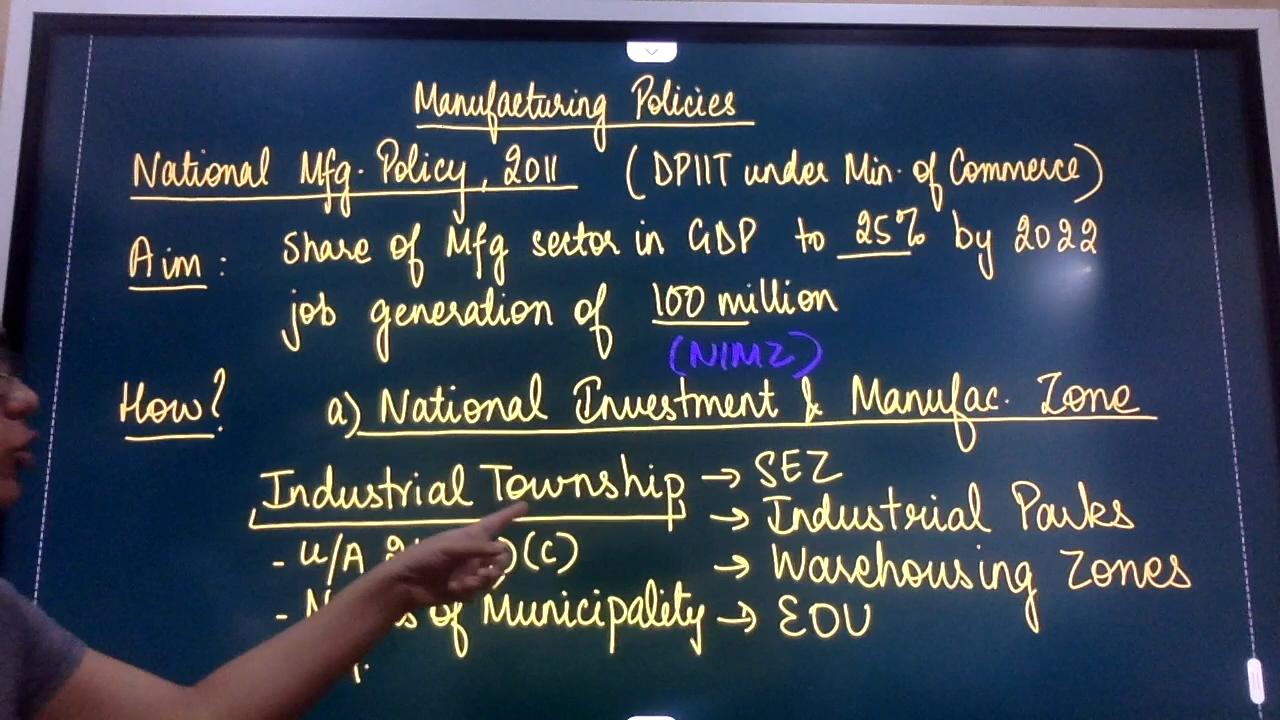 Manufacturing Policies
National Mfg. Policy, 2011 (DPIIT under Min. of Commerce)
Aim : Share of Mfg sector in GDP to 25% by 2022
job generation of 100 million
(NIMZ)
How? a) National Investment & Manufac. Zone
Industrial Township → SEZ
→ Industrial Parks
- u/A (c)
→ Warehousing Zones
- of Municipality → EOU